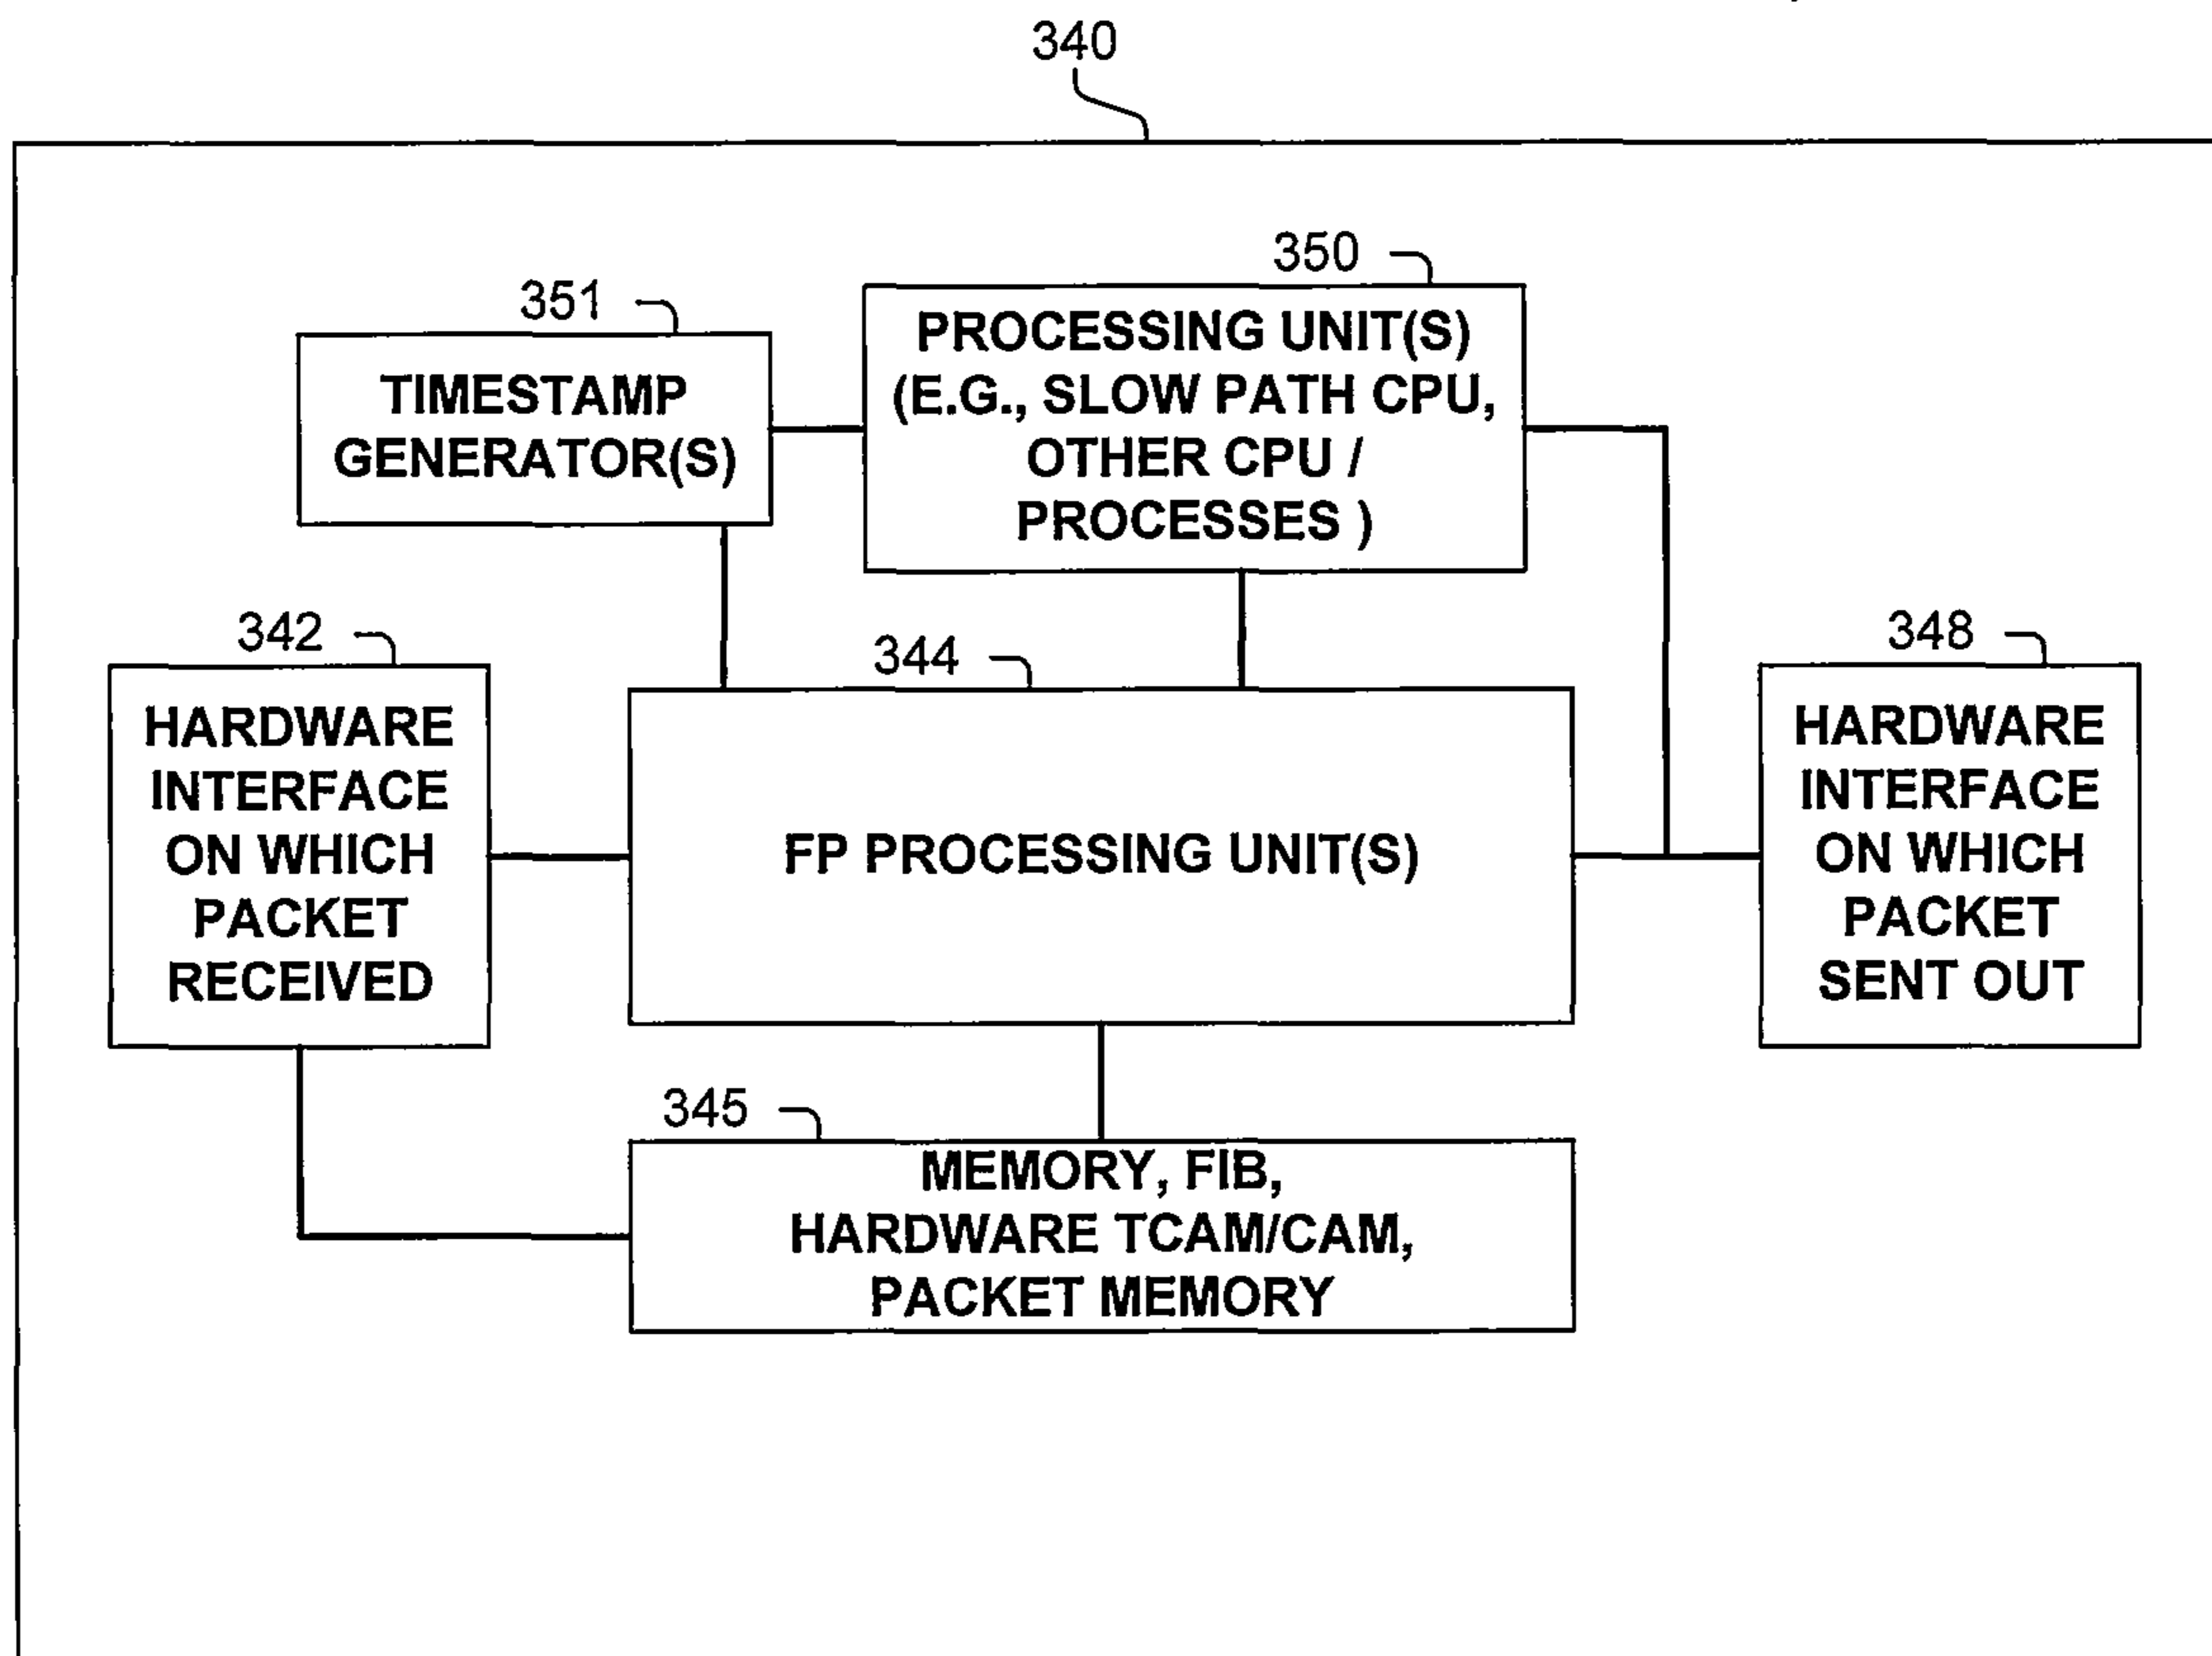 340
350
351
PROCESSING UNIT(S)
(E.G., SLOW PATH CPU,
OTHER CPU /
PROCESSES )
TIMESTAMP
GENERATOR(S)
342
344
348
HARDWARE
INTERFACE
ON WHICH
PACKET
RECEIVED
FP PROCESSING UNIT(S)
HARDWARE
INTERFACE
ON WHICH
PACKET
SENT OUT
345
MEMORY, FIB,
HARDWARE TCAM/CAM,
PACKET MEMORY